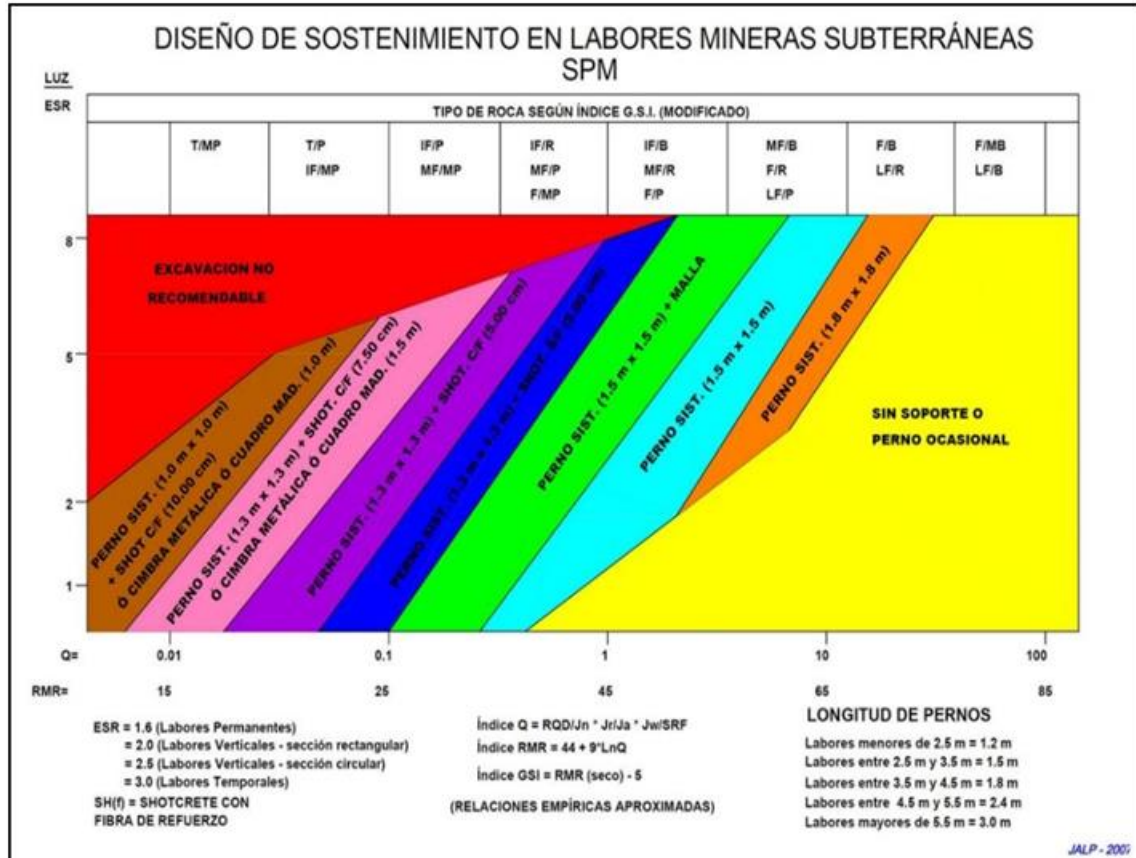 DISEÑO DE SOSTENIMIENTO EN LABORES MINERAS SUBTERRÁNEAS
SPM
LUZ
ESR
TIPO DE ROCA SEGÚN ÍNDICE G.S.I. (MODIFICADO)
T/MP
T/P
IF/MP
IF/P
MF/MP
IF/R
MF/P
F/MP
IF/B
MF/R
F/P
MF/B
F/R
LF/P
F/B
LF/R
F/MB
LF/B
8
5
2
1
EXCAVACION NO
RECOMENDABLE
PERNO SIST. (1.0 m x 1.0 m)
+ SHOT C/F (10.00 cm)
Ó CIMBRA METÁLICA Ó CUADRO MAD. (1.0 m)
PERNO SIST. (1.3 m x 1.3 m) + SHOT. C/F (7.50 cm)
Ó CIMBRA METÁLICA Ó CUADRO MAD. (1.5 m)
PERNO SIST. (1.3 m x 1.3 m) + SHOT. C/F (5.00 cm)
PERNO SIST. (1.3 m x 1.3 m) + SHOT.
PERNO SIST. (1.5 m x 1.5 m) + MALLA
PERNO SIST. (1.5 m x 1.5 m)
PERNO SIST. (1.8 m x 1.8 m)
SIN SOPORTE O
PERNO OCASIONAL
Q= 0.01 0.1 1 10 100
RMR= 15 25 45 65 85
ESR = 1.6 (Labores Permanentes)
= 2.0 (Labores Verticales - sección rectangular)
= 2.5 (Labores Verticales - sección circular)
= 3.0 (Labores Temporales)
SH(f) = SHOTCRETE CON
FIBRA DE REFUERZO
Índice Q = RQD/Jn * Jr/Ja * Jw/SRF
Índice RMR = 44 + 9*LnQ
Índice GSI = RMR (seco) - 5
(RELACIONES EMPÍRICAS APROXIMADAS)
LONGITUD DE PERNOS
Labores menores de 2.5 m = 1.2 m
Labores entre 2.5 m y 3.5 m = 1.5 m
Labores entre 3.5 m y 4.5 m = 1.8 m
Labores entre 4.5 m y 5.5 m = 2.4 m
Labores mayores de 5.5 m = 3.0 m
JALP - 2007